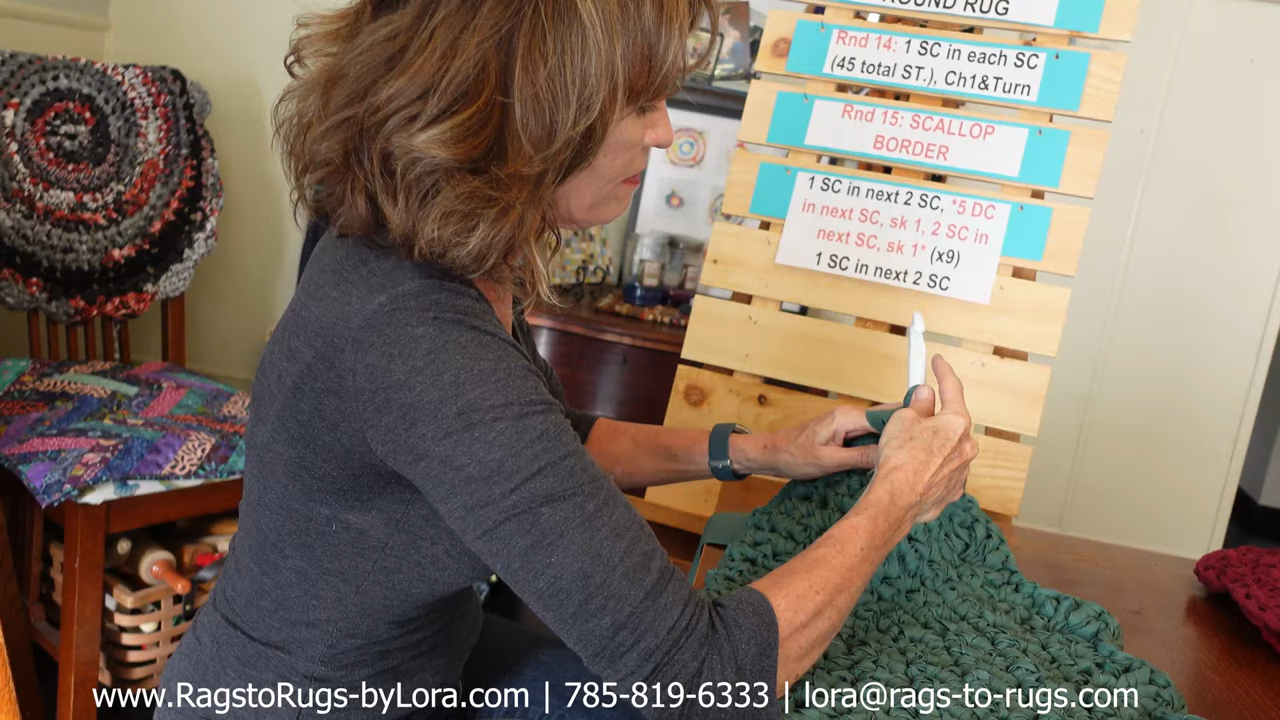 ROUND RUG
Rnd 14: 1 SC in each SC
(45 total ST.), Ch1&Turn
Rnd 15: SCALLOP
BORDER
1 SC in next 2 SC, *5 DC
in next SC, sk 1, 2 SC in
next SC, sk 1* (x9)
1 SC in next 2 SC
www.RagstoRugs-byLora.com | 785-819-6333 | lora@rags-to-rugs.com